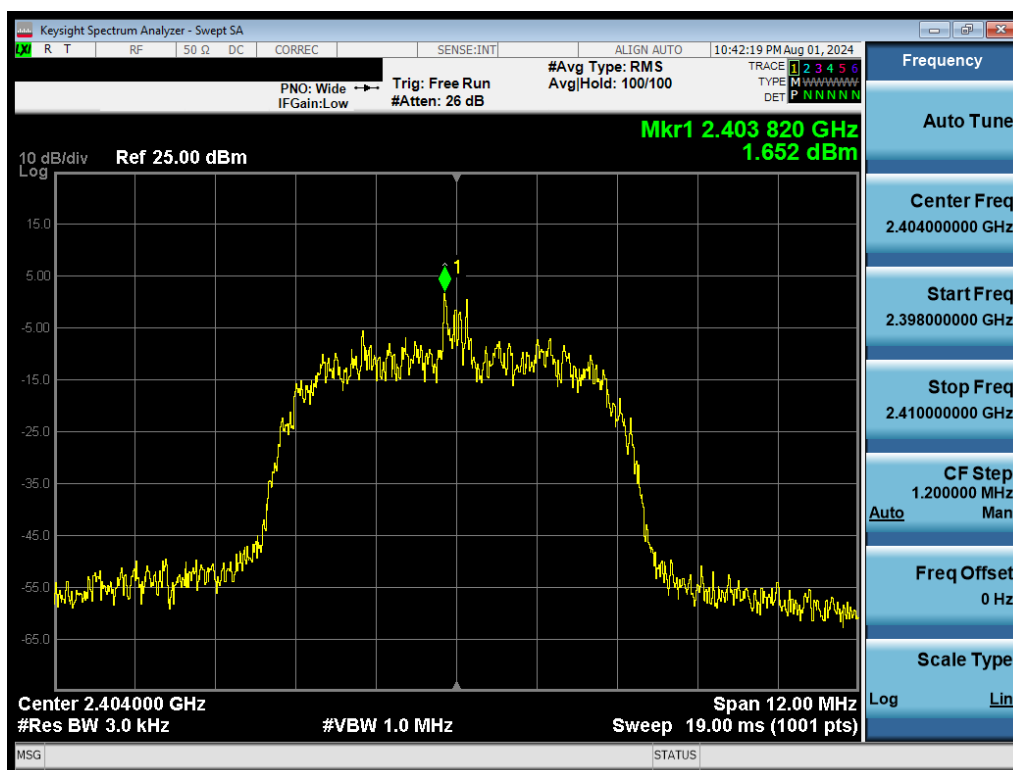 Keysight Spectrum Analyzer - Swept SA
LXI R T RF 50 Ω DC CORREC SENSE:INT ALIGN AUTO 10:42:19 PM Aug 01, 2024
PNO: Wide
IFGain:Low
Trig: Free Run
#Atten: 26 dB
#Avg Type: RMS
Avg|Hold: 100/100
TRACE 1 2 3 4 5 6
TYPE M W W W W W
DET P N N N N N
Mkr1 2.403 820 GHz
1.652 dBm
10 dB/div Ref 25.00 dBm
Log
15.0
5.00
-5.00
-15.0
-25.0
-35.0
-45.0
-55.0
-65.0
1
Center 2.404000 GHz Span 12.00 MHz
#Res BW 3.0 kHz #VBW 1.0 MHz Sweep 19.00 ms (1001 pts)
MSG STATUS
Frequency
Auto Tune
Center Freq
2.404000000 GHz
Start Freq
2.398000000 GHz
Stop Freq
2.410000000 GHz
CF Step
1.200000 MHz
Auto Man
Freq Offset
0 Hz
Scale Type
Log Lin